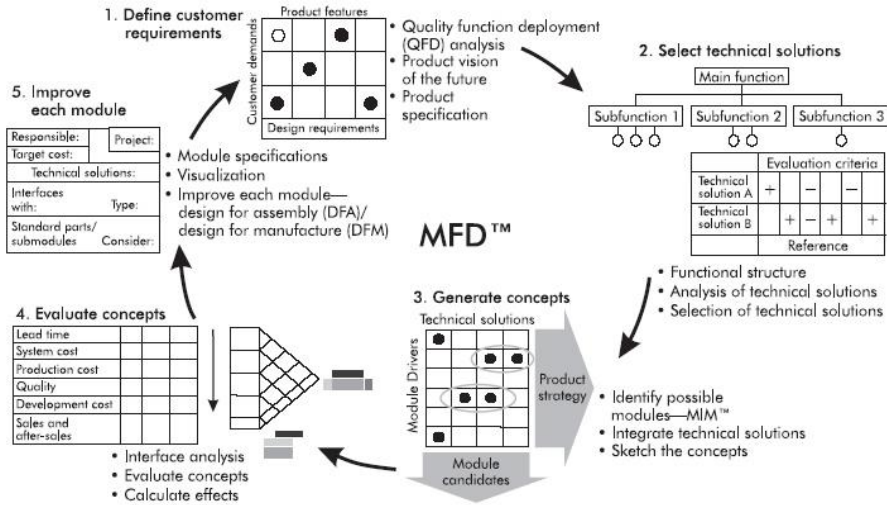 1. Define customer
requirements
Product features
Customer demands
Design requirements
• Quality function deployment
(QFD) analysis
• Product vision
of the future
• Product
specification
2. Select technical solutions
Main function
Subfunction 1
Subfunction 2
Subfunction 3
Evaluation criteria
Technical
solution A
+ − −
Technical
solution B
+ − + +
Reference
• Functional structure
• Analysis of technical solutions
• Selection of technical solutions
MFD™
3. Generate concepts
Technical solutions
Module Drivers
Product
strategy
Module
candidates
• Identify possible
modules—MIM™
• Integrate technical solutions
• Sketch the concepts
4. Evaluate concepts
Lead time
System cost
Production cost
Quality
Development cost
Sales and
after-sales
• Interface analysis
• Evaluate concepts
• Calculate effects
5. Improve
each module
Responsible: Project:
Target cost:
Technical solutions:
Interfaces
with: Type:
Standard parts/
submodules Consider:
• Module specifications
• Visualization
• Improve each module—
design for assembly (DFA)/
design for manufacture (DFM)